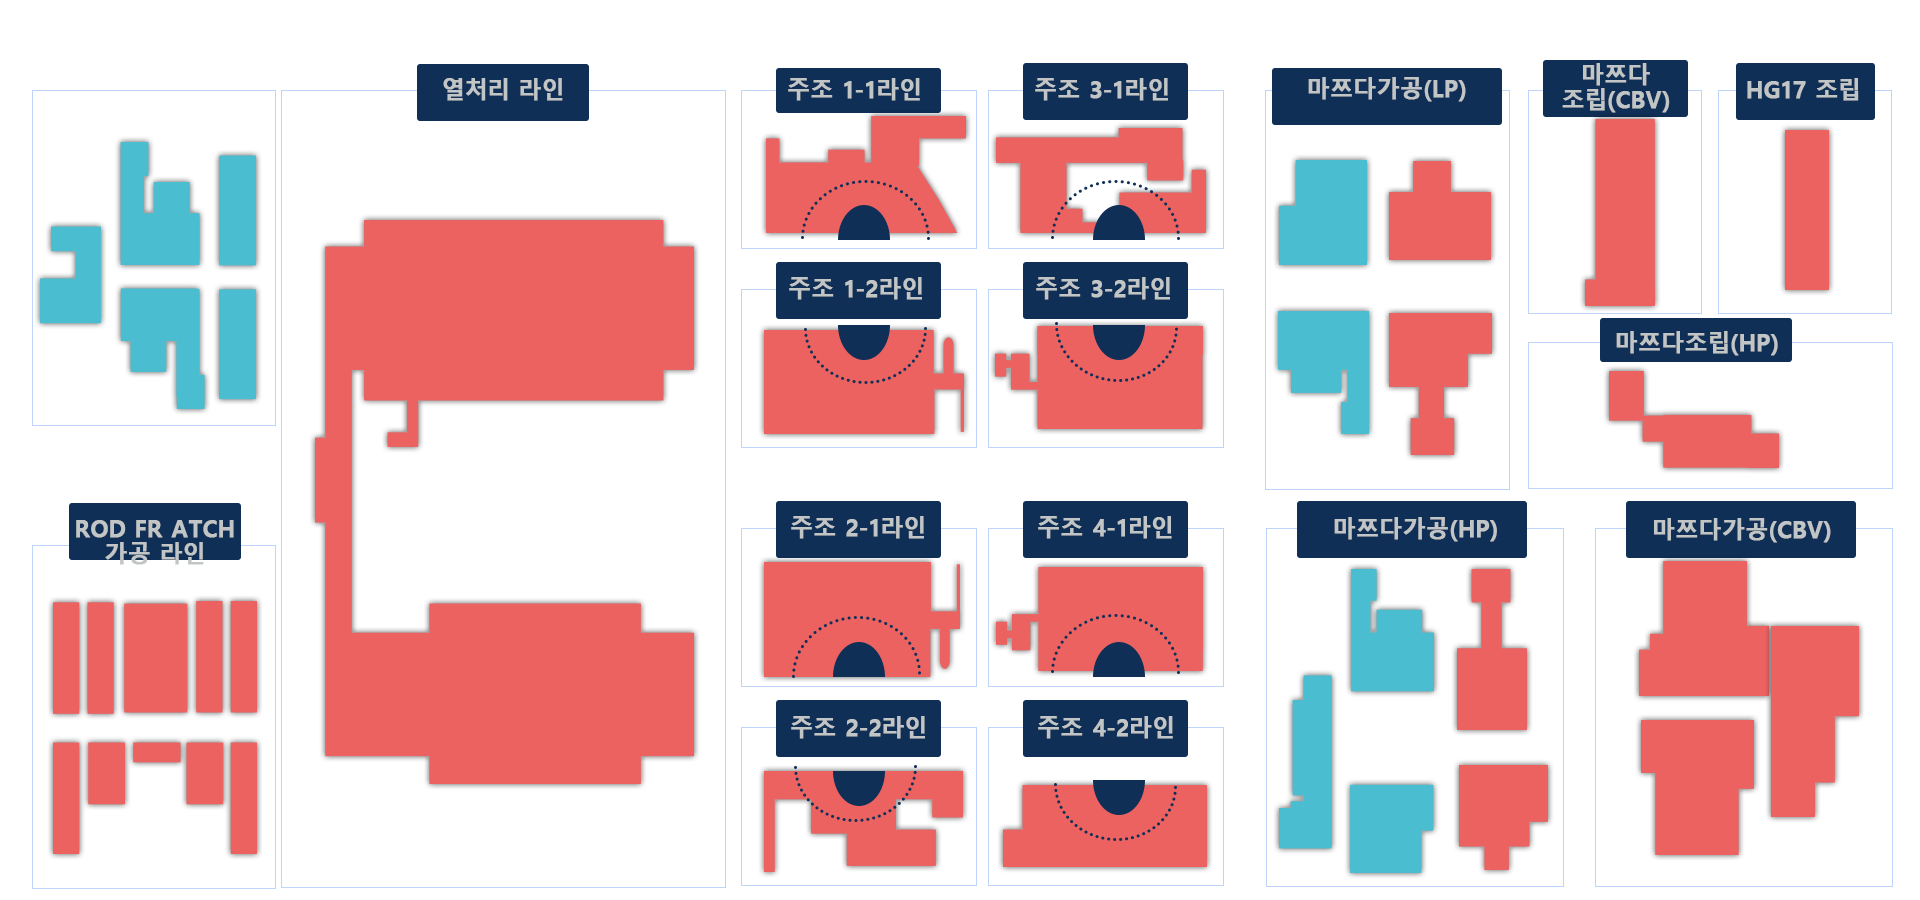 열처리 라인
주조 1-1라인
주조 3-1라인
마쯔다가공(LP)
마쯔다
조립(CBV)
HG17 조립
주조 1-2라인
주조 3-2라인
마쯔다조립(HP)
ROD FR ATCH
가공 라인
주조 2-1라인
주조 4-1라인
마쯔다가공(HP)
마쯔다가공(CBV)
주조 2-2라인
주조 4-2라인